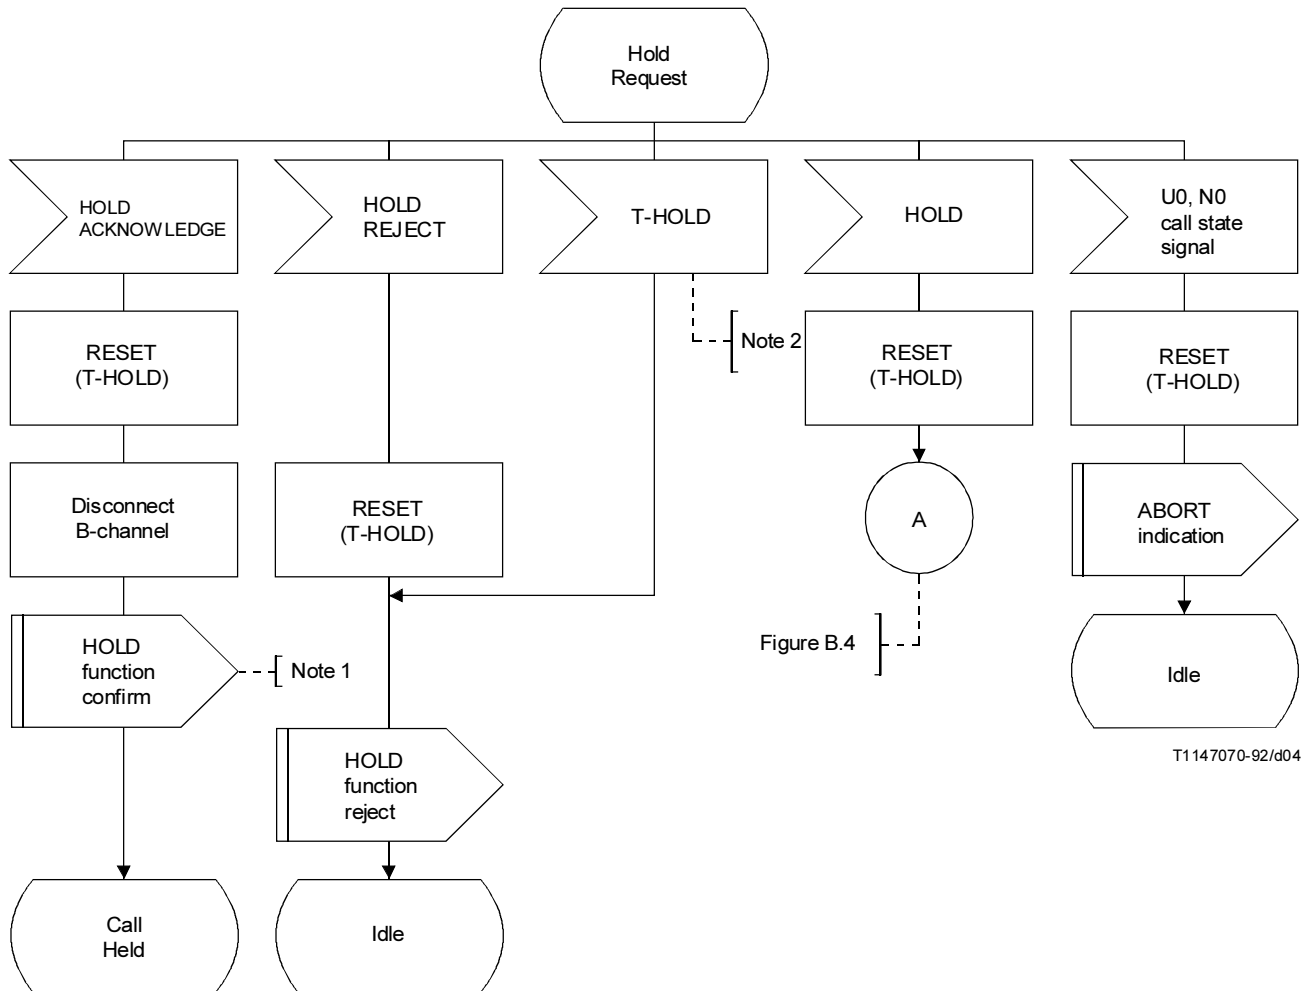 Hold
Request
HOLD
ACKNOWLEDGE
HOLD
REJECT
T-HOLD
HOLD
U0, N0
call state
signal
RESET
(T-HOLD)
Note 2
RESET
(T-HOLD)
RESET
(T-HOLD)
Disconnect
B-channel
RESET
(T-HOLD)
A
ABORT
indication
HOLD
function
confirm
Note 1
Figure B.4
Idle
HOLD
function
reject
T1147070-92/d04
Call
Held
Idle